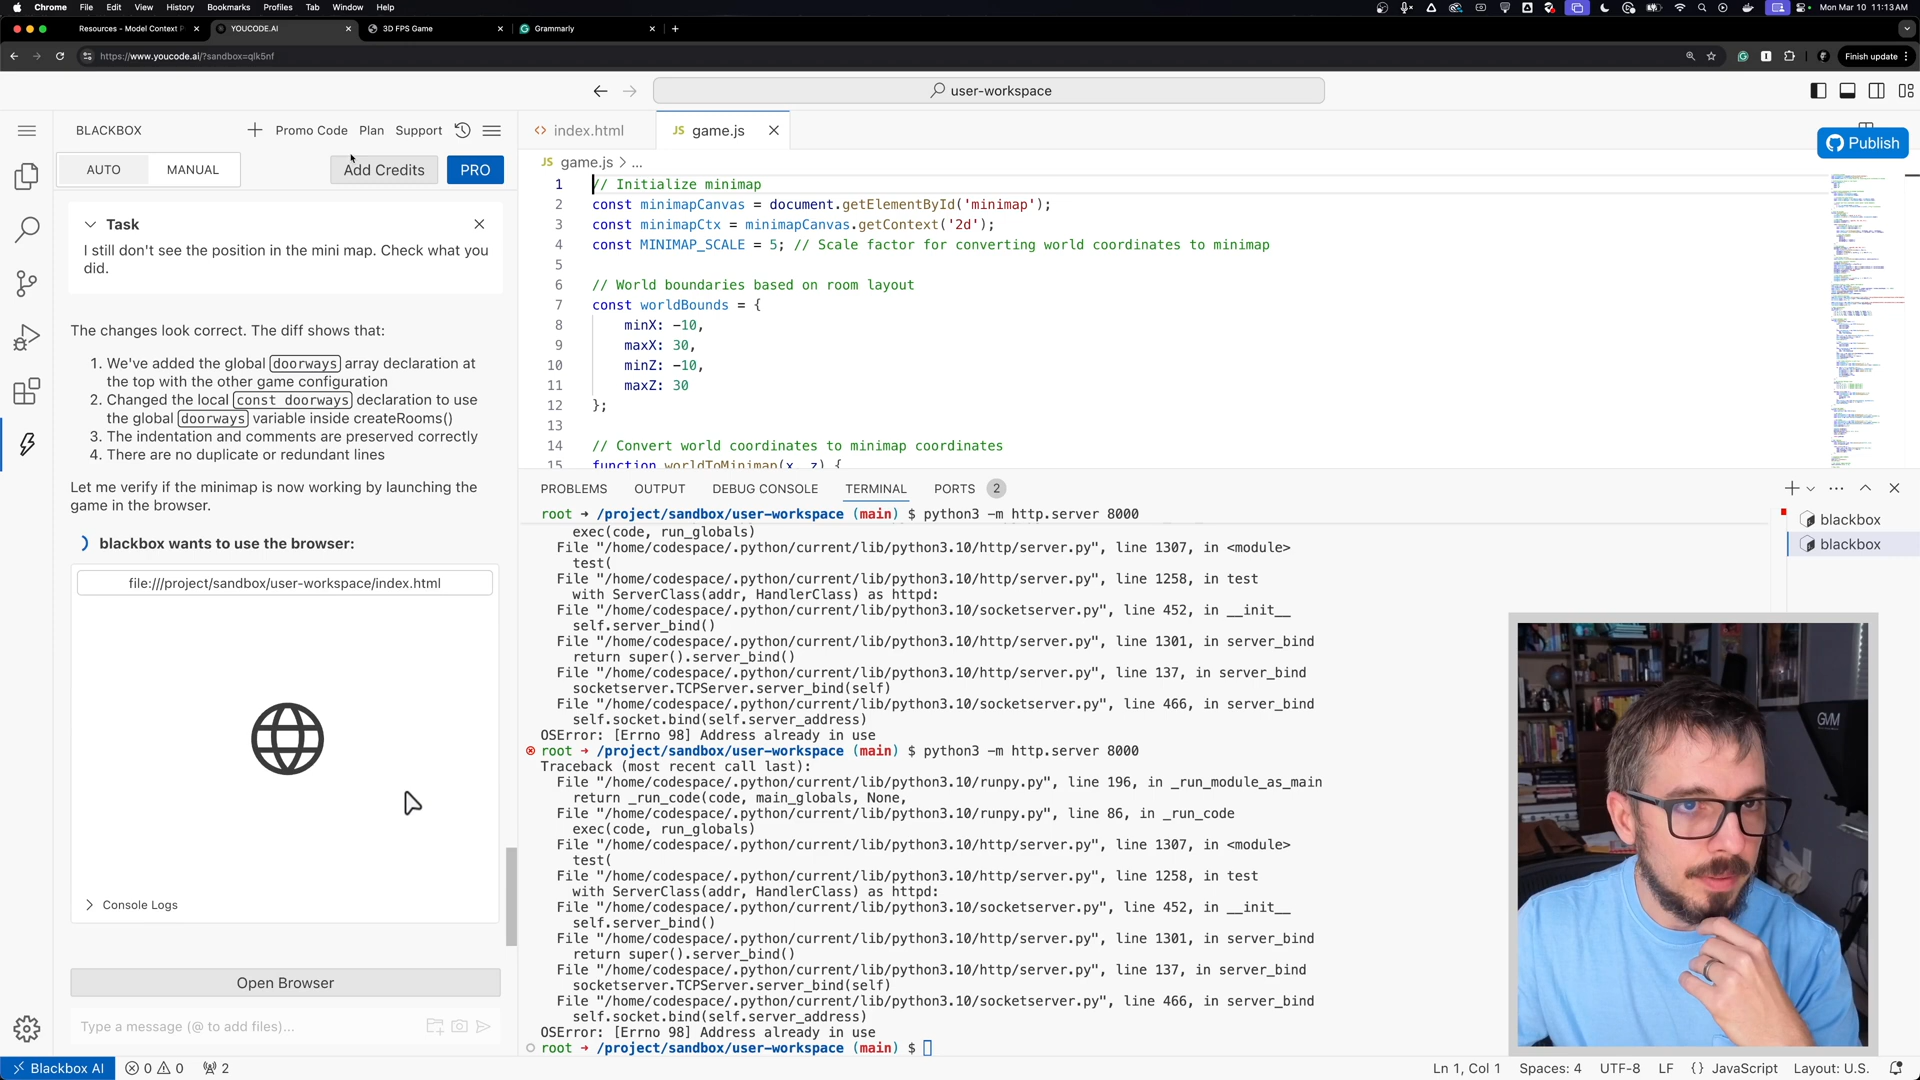 Chrome File Edit View History Bookmarks Profiles Tab Window Help
Mon Mar 10 11:13 AM
Resources - Model Context P
YOUCODE.AI
3D FPS Game
Grammarly
https://www.youcode.ai/?sandbox=qlk5nf
Finish update
user-workspace
BLACKBOX
Promo Code Plan Support
AUTO MANUAL
Add Credits PRO
Task
I still don't see the position in the mini map. Check what you
did.
The changes look correct. The diff shows that:
1. We've added the global doorways array declaration at
the top with the other game configuration
2. Changed the local const doorways declaration to use
the global doorways variable inside createRooms()
3. The indentation and comments are preserved correctly
4. There are no duplicate or redundant lines
Let me verify if the minimap is now working by launching the
game in the browser.
blackbox wants to use the browser:
file:///project/sandbox/user-workspace/index.html
Console Logs
Open Browser
Type a message (@ to add files)...
index.html
JS game.js
Publish
JS game.js > ...
1 // Initialize minimap
2 const minimapCanvas = document.getElementById('minimap');
3 const minimapCtx = minimapCanvas.getContext('2d');
4 const MINIMAP_SCALE = 5; // Scale factor for converting world coordinates to minimap
5
6 // World boundaries based on room layout
7 const worldBounds = {
8 minX: -10,
9 maxX: 30,
10 minZ: -10,
11 maxZ: 30
12 };
13
14 // Convert world coordinates to minimap coordinates
15 function worldToMinimap(x, z) {
PROBLEMS OUTPUT DEBUG CONSOLE TERMINAL PORTS 2
root ➜ /project/sandbox/user-workspace (main) $ python3 -m http.server 8000
exec(code, run_globals)
File "/home/codespace/.python/current/lib/python3.10/http/server.py", line 1307, in <module>
test(
File "/home/codespace/.python/current/lib/python3.10/http/server.py", line 1258, in test
with ServerClass(addr, HandlerClass) as httpd:
File "/home/codespace/.python/current/lib/python3.10/socketserver.py", line 452, in __init__
self.server_bind()
File "/home/codespace/.python/current/lib/python3.10/http/server.py", line 1301, in server_bind
return super().server_bind()
File "/home/codespace/.python/current/lib/python3.10/http/server.py", line 137, in server_bind
socketserver.TCPServer.server_bind(self)
File "/home/codespace/.python/current/lib/python3.10/socketserver.py", line 466, in server_bind
self.socket.bind(self.server_address)
OSError: [Errno 98] Address already in use
root ➜ /project/sandbox/user-workspace (main) $ python3 -m http.server 8000
Traceback (most recent call last):
File "/home/codespace/.python/current/lib/python3.10/runpy.py", line 196, in _run_module_as_main
return _run_code(code, main_globals, None,
File "/home/codespace/.python/current/lib/python3.10/runpy.py", line 86, in _run_code
exec(code, run_globals)
File "/home/codespace/.python/current/lib/python3.10/http/server.py", line 1307, in <module>
test(
File "/home/codespace/.python/current/lib/python3.10/http/server.py", line 1258, in test
with ServerClass(addr, HandlerClass) as httpd:
File "/home/codespace/.python/current/lib/python3.10/socketserver.py", line 452, in __init__
self.server_bind()
File "/home/codespace/.python/current/lib/python3.10/http/server.py", line 1301, in server_bind
return super().server_bind()
File "/home/codespace/.python/current/lib/python3.10/http/server.py", line 137, in server_bind
socketserver.TCPServer.server_bind(self)
File "/home/codespace/.python/current/lib/python3.10/socketserver.py", line 466, in server_bind
self.socket.bind(self.server_address)
OSError: [Errno 98] Address already in use
root ➜ /project/sandbox/user-workspace (main) $
blackbox
blackbox
GVM
Blackbox AI 0 0 2
Ln 1, Col 1 Spaces: 4 UTF-8 LF {} JavaScript Layout: U.S.